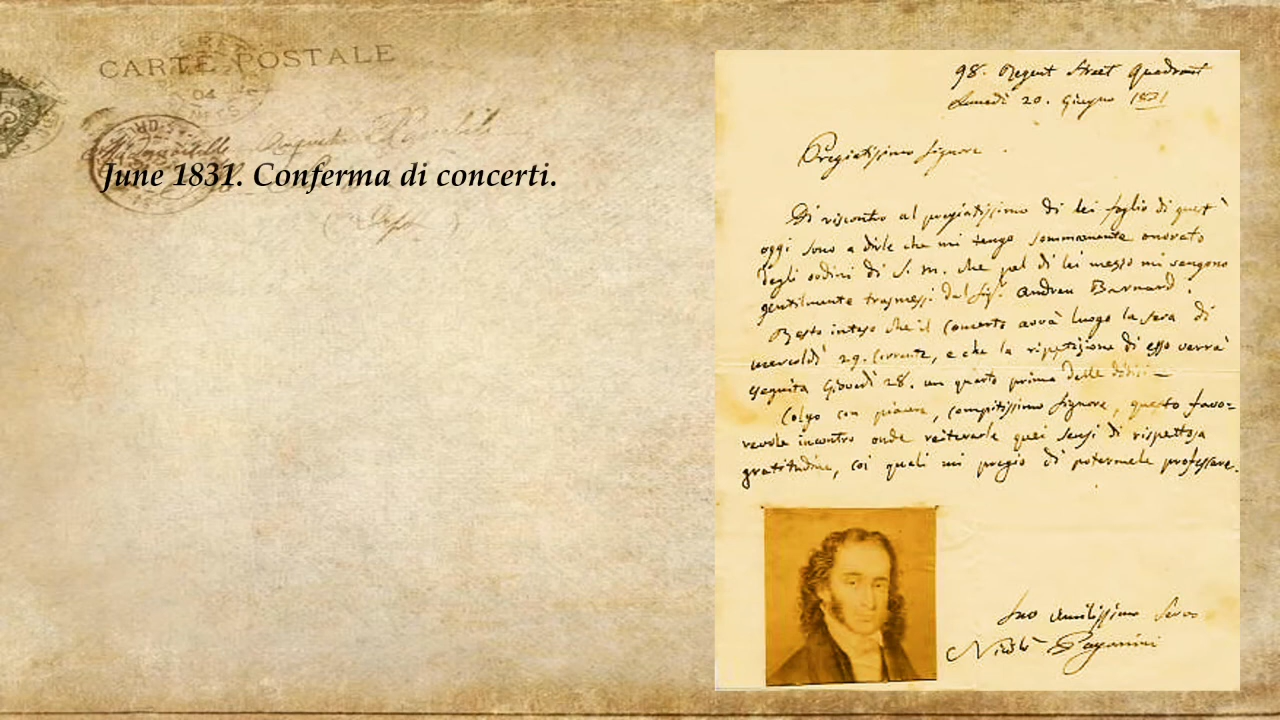 CARTE POSTALE
04
June 1831. Conferma di concerti.
98. Regent Street Quadrant
Lunedì 20. Giugno 1831
Pregiatissimo Signore.
Di riscontro al pregiatissimo di lei foglio di quest'
oggi sono a dirle che mi tengo sommamente onorato
degli ordini di S. M. che pel di lei mezzo mi vengono
gentilmente trasmessi dal Sig. Andrea Barnard.
Resto inteso che il Concerto avrà luogo la sera di
mercoldì 29. Corrente, e che la ripetizione di esso verrà
eseguita Giovedì 28. un quarto prima delle
Colgo con piacere, compitissimo Signore, questo favo=
revole incontro onde reiterarle quei sensi di rispettosa
gratitudine, coi quali mi pregio di potermele professare.
Suo umilissimo Servo
Nicolò Paganini